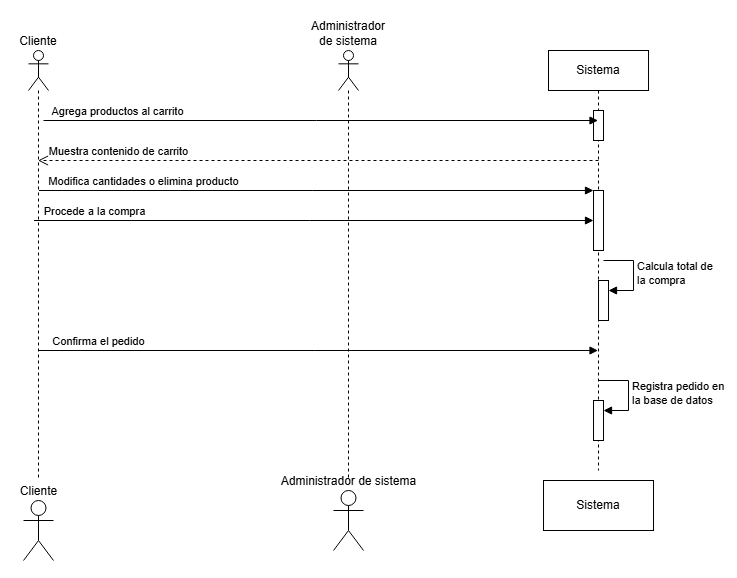 Cliente
Administrador
de sistema
Sistema
Agrega productos al carrito
Muestra contenido de carrito
Modifica cantidades o elimina producto
Procede a la compra
Calcula total de
la compra
Confirma el pedido
Registra pedido en
la base de datos
Cliente
Administrador de sistema
Sistema